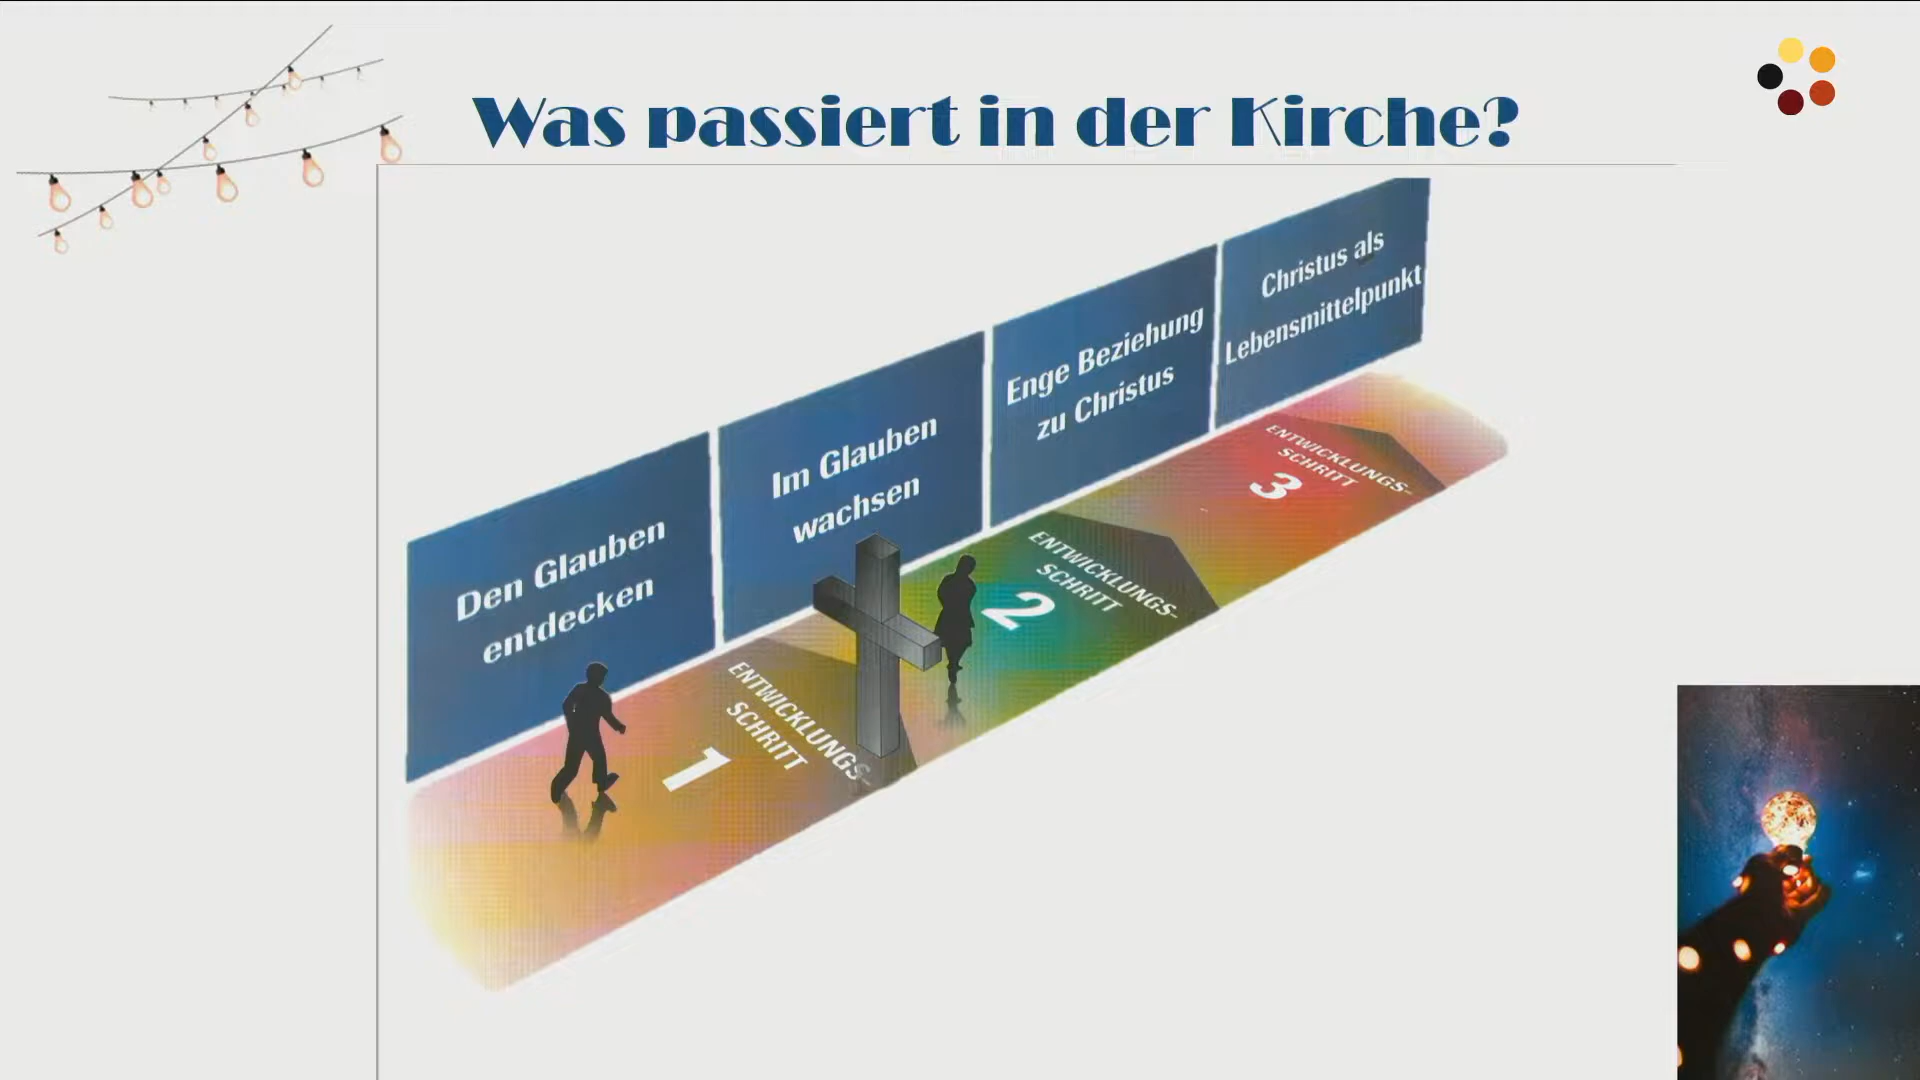 Was passiert in der Kirche?
Den Glauben
entdecken
Im Glauben
wachsen
Enge Beziehung
zu Christus
Christus als
Lebensmittelpunkt
ENTWICKLUNGS-
SCHRITT
1
ENTWICKLUNGS-
SCHRITT
2
ENTWICKLUNGS-
SCHRITT
3